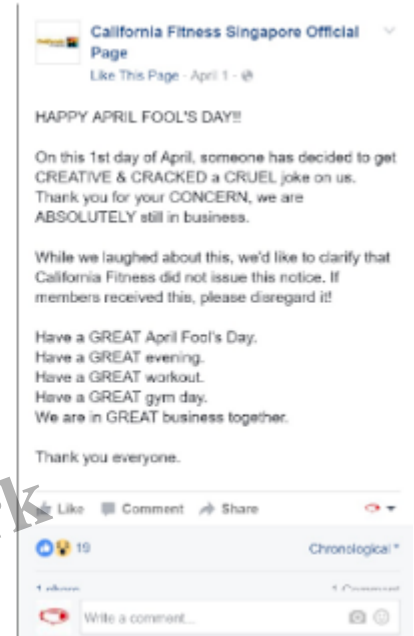 California Fitness Singapore Official
Page
Like This Page · April 1 ·
HAPPY APRIL FOOL'S DAY!!!
On this 1st day of April, someone has decided to get
CREATIVE & CRACKED a CRUEL joke on us.
Thank you for your CONCERN, we are
ABSOLUTELY still in business.
While we laughed about this, we'd like to clarify that
California Fitness did not issue this notice. If
members received this, please disregard it!
Have a GREAT April Fool's Day.
Have a GREAT evening.
Have a GREAT workout.
Have a GREAT gym day.
We are in GREAT business together.
Thank you everyone.
Like Comment Share
19 Chronological
1 share 1 Comment
Write a comment...